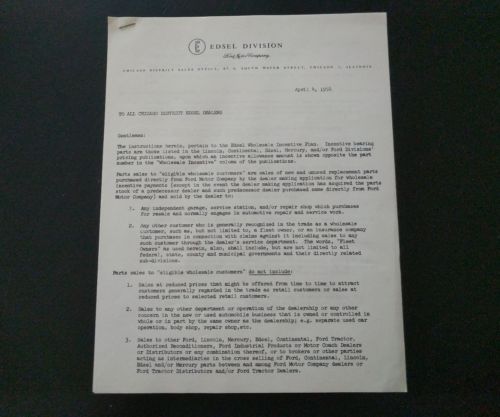 EDSEL DIVISION
Ford Motor Company,
CHICAGO DISTRICT SALES OFFICE, SOUTH WATER STREET, CHICAGO 1, ILLINOIS
April 4, 1958
TO ALL CHICAGO DISTRICT EDSEL DEALERS
Gentlemen:
The instructions herein, pertain to the Edsel Wholesale Incentive Plan. Incentive bearing
parts are those listed in the Lincoln, Continental, Edsel, Mercury, and/or Ford Divisions'
pricing publications, upon which an incentive allowance amount is shown opposite the part
number in the "Wholesale Incentive" column of the publications.
Parts sales to "eligible wholesale customers" are sales of new and unused replacement parts
purchased directly from Ford Motor Company by the dealer making application for wholesale
incentive payments (except in the event the dealer making application has acquired the parts
stock of a predecessor dealer and such predecessor dealer purchased same directly from Ford
Motor Company) and sold by the dealer to:
1. Any independent garage, service station, and/or repair shop which purchases
for resale and normally engages in automotive repairs and service work.
2. Any other customer who is generally recognized in the trade as a wholesale
customer, such as, but not limited to, a fleet owner, or an insurance company
that purchases in connection with claims against it including sales to any
such customer through the dealer's service department. The words, "Fleet
Owners" as used herein, also, shall include, but are not limited to all
federal, state, county and municipal governments and their directly related
sub-divisions.
Parts sales to "eligible wholesale customers" do not include:
1. Sales at reduced prices that might be offered from time to time to attract
customers generally regarded in the trade as retail customers or sales at
reduced prices to selected retail customers.
2. Sales to any other department or operation of the dealership or any other
concern in the new or used automobile business that is owned or controlled in
whole or in part by the same owner as the dealership; e.g. separate used car
operation, body shop, repair shop, etc.
3. Sales to other Ford, Lincoln, Mercury, Edsel, Continental, Ford Tractor,
Authorized Reconditioners, Ford Industrial Products or Motor Coach Dealers
or Distributors or any combination thereof, or to brokers or other parties
acting as intermediaries in the cross selling of Ford, Continental, Lincoln,
Edsel and/or Mercury parts between and among Ford Motor Company dealers or
Ford Tractor Distributors and/or Ford Tractor Dealers.